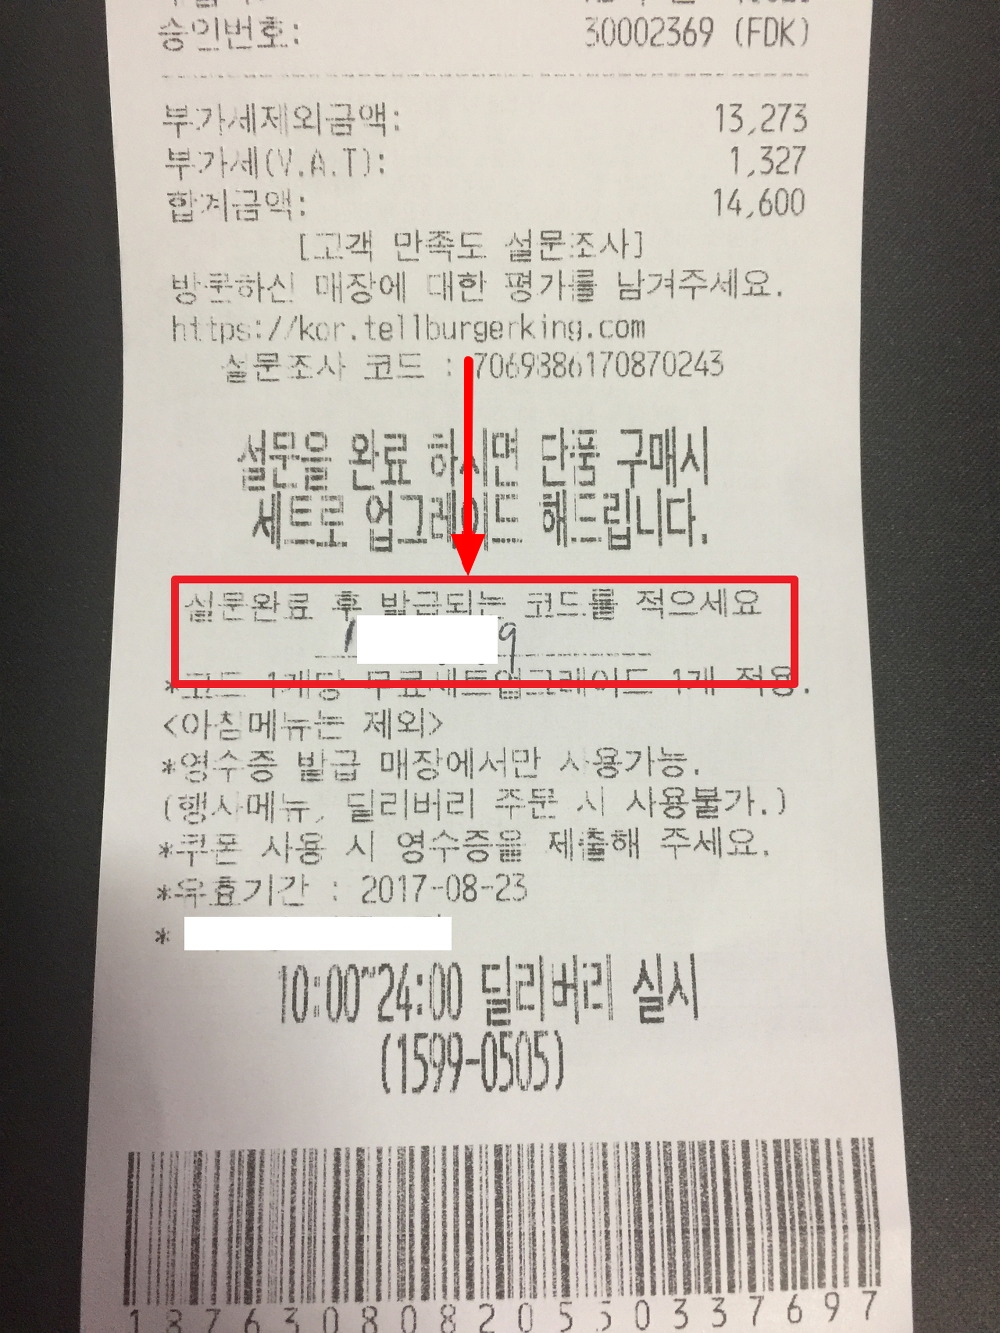 승인번호: 30002369 (FDK)
부가세제외금액: 13,273
부가세(V.A.T): 1,327
합계금액: 14,600
[고객 만족도 설문조사]
방문하신 매장에 대한 평가를 남겨주세요.
https://kor.tellburgerking.com
설문조사 코드 : 7069886170870243
설문을 완료 하시면 단품 구매시
세트로 업그레이드 해드립니다.
설문완료 후 발급되는 코드를 적으세요
*코드 1개당 무료세트업그레이드 1개 적용.
<아침메뉴는 제외>
*영수증 발급 매장에서만 사용가능.
(행사메뉴, 딜리버리 주문 시 사용불가.)
*쿠폰 사용 시 영수증을 제출해 주세요.
*유효기간 : 2017-08-23
*
10:00~24:00 딜리버리 실시
(1599-0505)
18763080820550337697